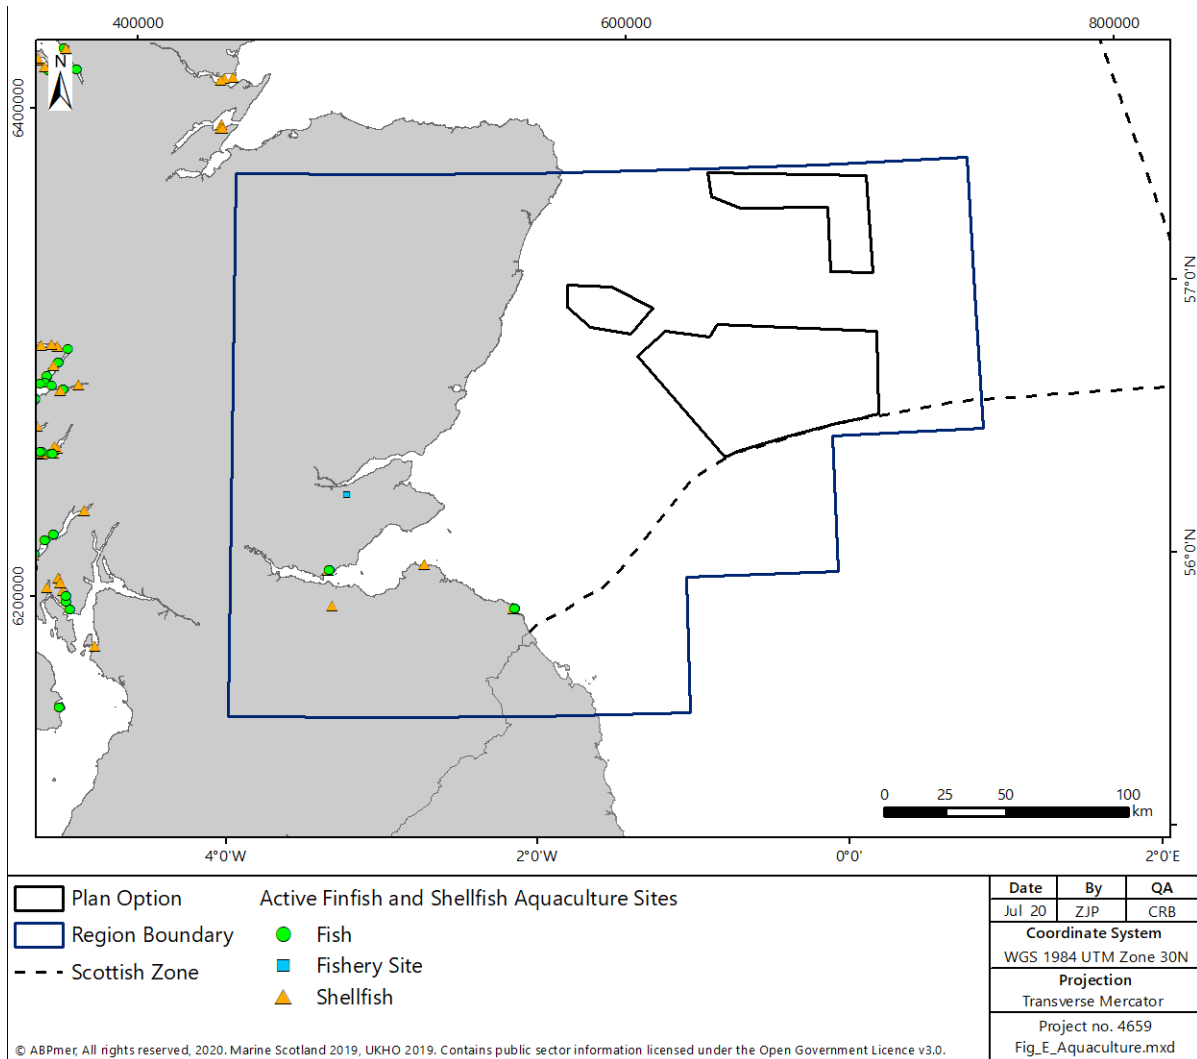 400000 600000 800000
N
6400000
57°0'N
56°0'N
620000
0 25 50 100
km
4°0'W 2°0'W 0°0' 2°0'E
Plan Option
Region Boundary
Scottish Zone
Active Finfish and Shellfish Aquaculture Sites
Fish
Fishery Site
Shellfish
Date By QA
Jul 20 ZJP CRB
Coordinate System
WGS 1984 UTM Zone 30N
Projection
Transverse Mercator
Project no. 4659
Fig_E_Aquaculture.mxd
© ABPmer, All rights reserved, 2020. Marine Scotland 2019, UKHO 2019. Contains public sector information licensed under the Open Government Licence v3.0.